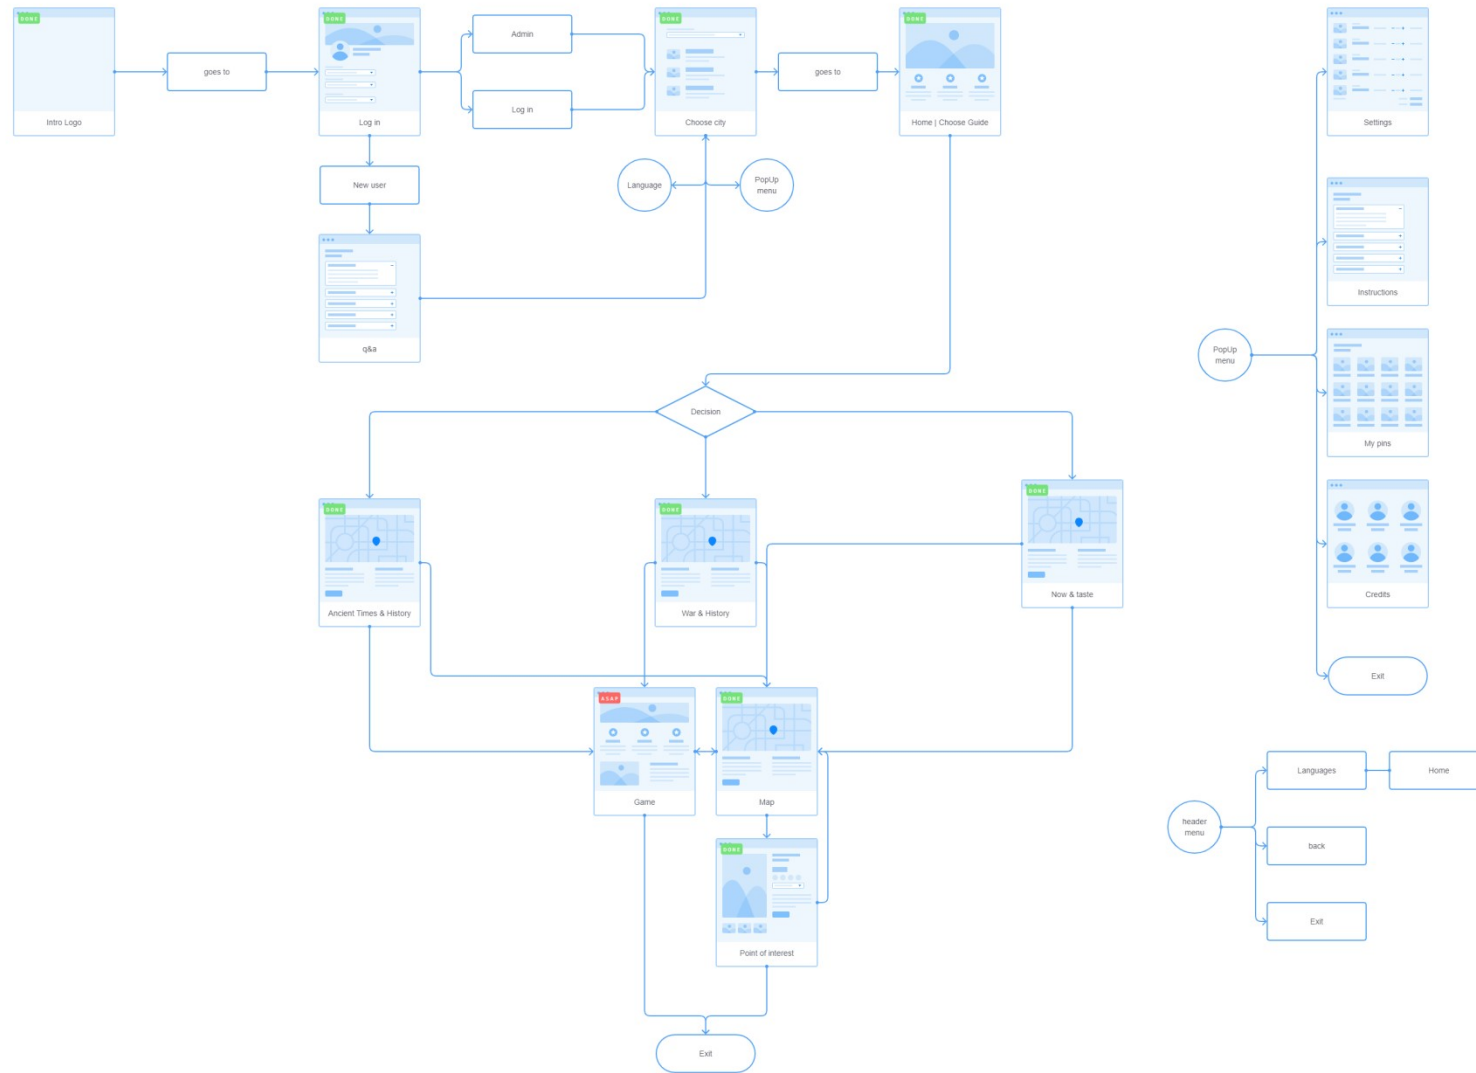 DONE
Intro Logo
goes to
DONE
Log in
Admin
Log in
DONE
Choose city
goes to
DONE
Home | Choose Guide
New user
q&a
Language
PopUp
menu
Decision
DONE
Ancient Times & History
DONE
War & History
DONE
Now & taste
ASAP
Game
DONE
Map
DONE
Point of interest
Exit
PopUp
menu
Settings
Instructions
My pins
Credits
Exit
header
menu
Languages
Home
back
Exit